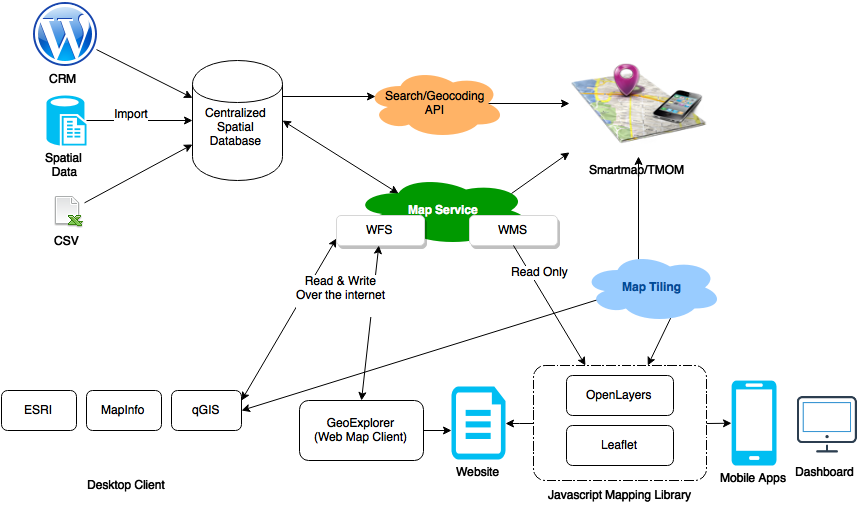 CRM
Import
Spatial
Data
CSV
Centralized
Spatial
Database
Search/Geocoding
API
Smartmap/TMOM
Map Service
WFS
WMS
Read & Write
Over the internet
Read Only
Map Tiling
ESRI
MapInfo
qGIS
Desktop Client
GeoExplorer
(Web Map Client)
Website
OpenLayers
Leaflet
Javascript Mapping Library
Mobile Apps
Dashboard